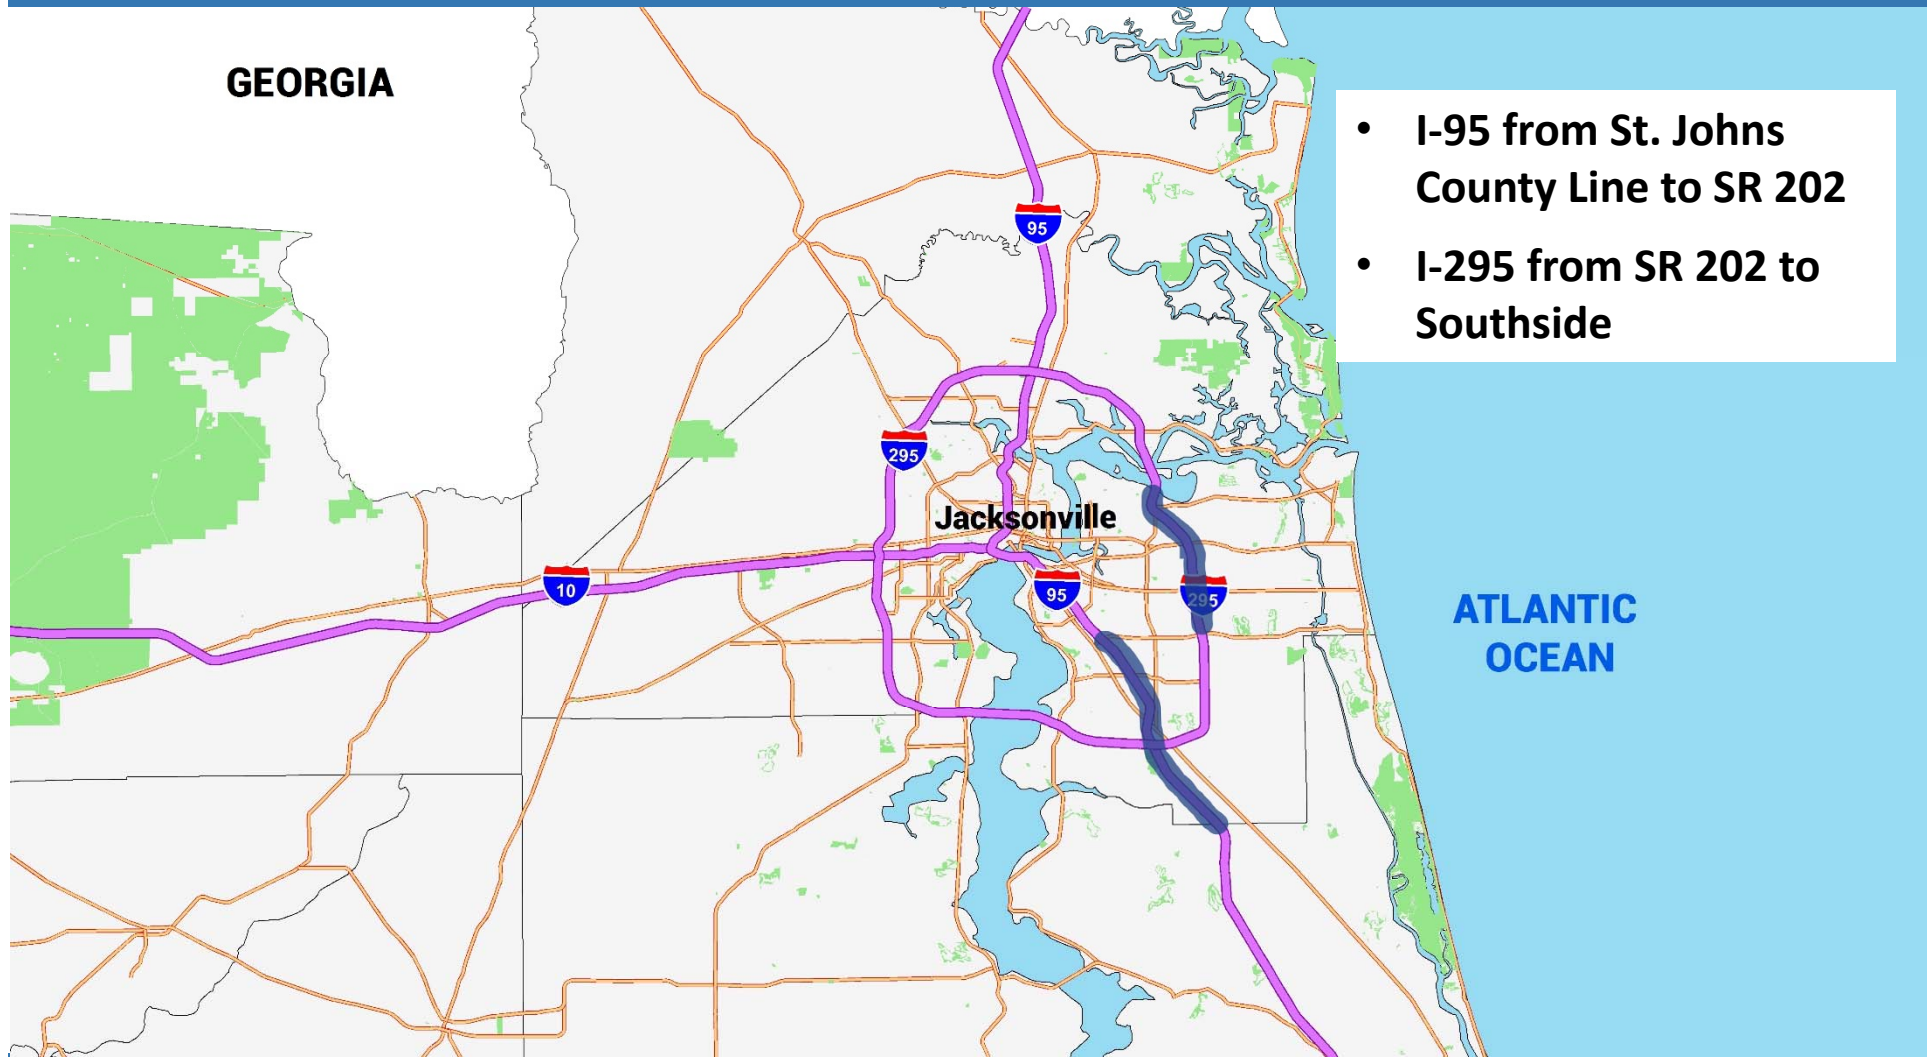 GEORGIA
• I-95 from St. Johns
County Line to SR 202
• I-295 from SR 202 to
Southside
95
295
Jacksonville
10
95
295
ATLANTIC
OCEAN